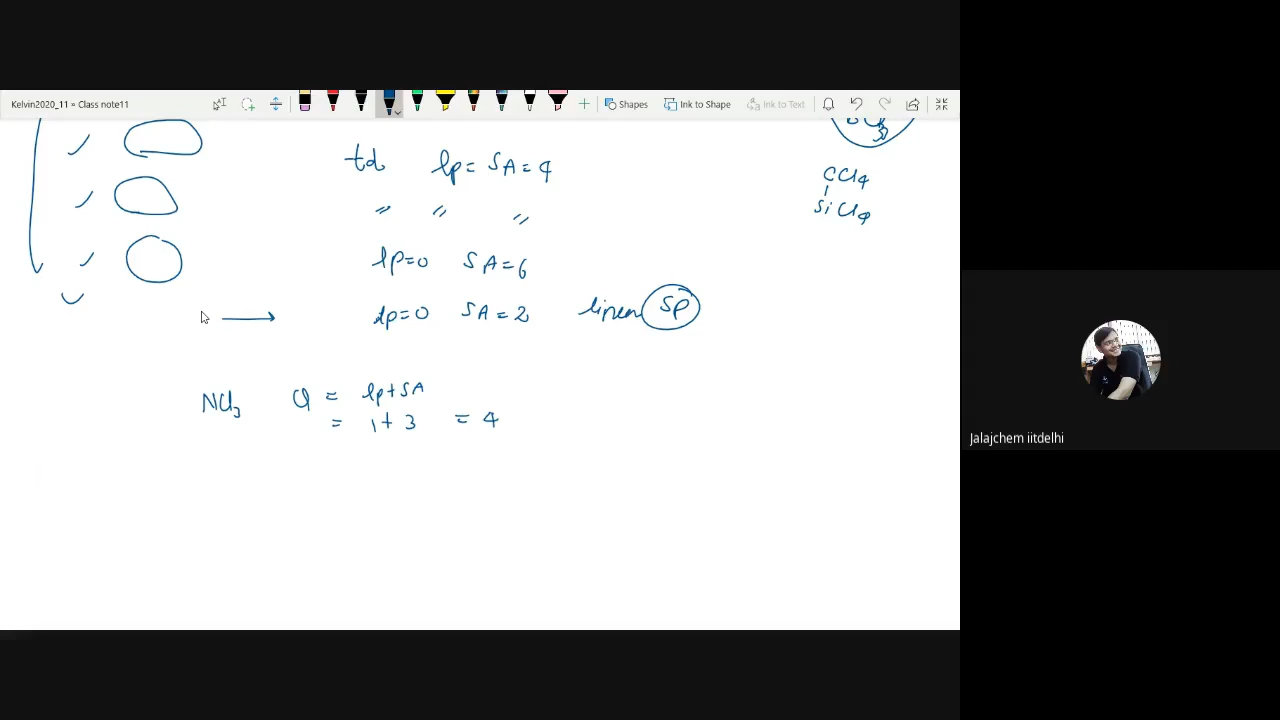 Kelvin2020_11 » Class note11
Shapes
Ink to Shape
Ink to Text
td lp = SA = 4
CCl4
〃 〃 〃
SiCl4
lp=0 SA=6
lp=0 SA = 2 linear sp
NCl3 = lp+SA
= 1+3 = 4
Jalajchem iitdelhi